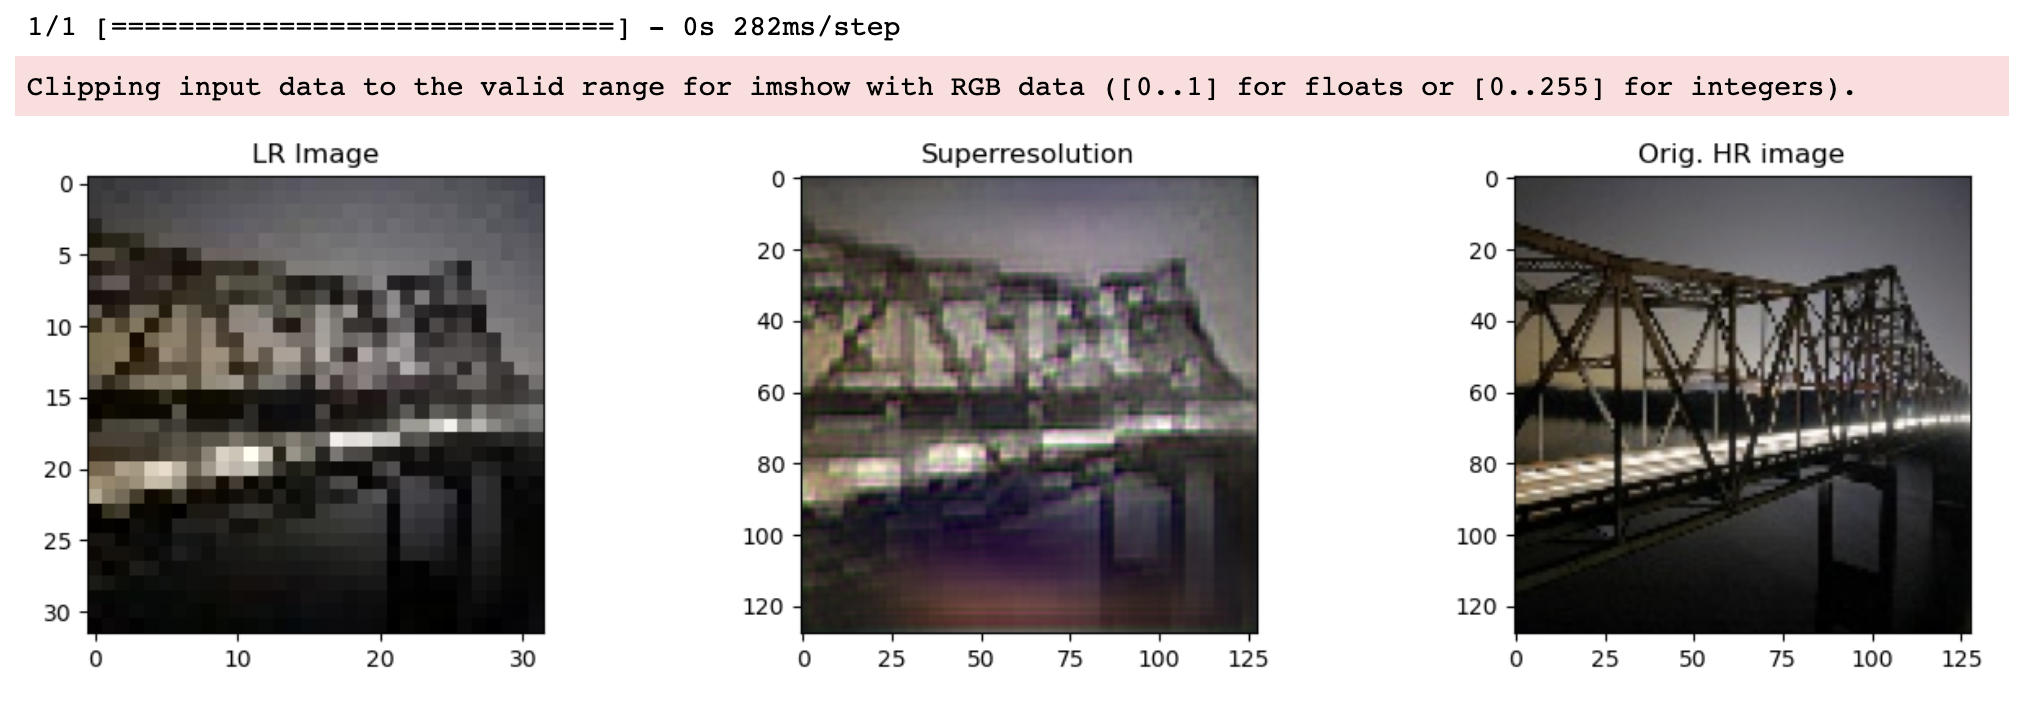 1/1 [==============================] - 0s 282ms/step
Clipping input data to the valid range for imshow with RGB data ([0..1] for floats or [0..255] for integers).
LR Image
0
5
10
15
20
25
30
0 10 20 30
Superresolution
0
20
40
60
80
100
120
0 25 50 75 100 125
Orig. HR image
0
20
40
60
80
100
120
0 25 50 75 100 125